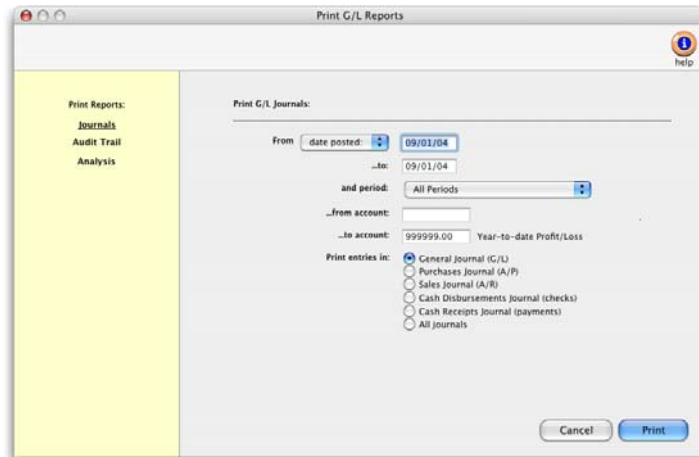 Print G/L Reports
help
Print Reports:
Journals
Audit Trail
Analysis
Print G/L Journals:
From date posted: 09/01/04
...to: 09/01/04
and period: All Periods
...from account:
...to account: 999999.00 Year-to-date Profit/Loss
Print entries in: General Journal (G/L)
Purchases Journal (A/P)
Sales Journal (A/R)
Cash Disbursements Journal (checks)
Cash Receipts Journal (payments)
All journals
Cancel Print